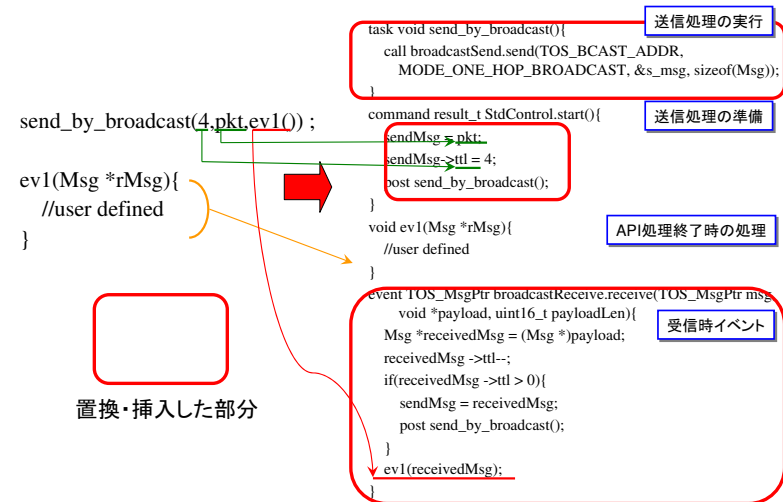 send_by_broadcast(4,pkt,ev1()) ;
ev1(Msg *rMsg){
//user defined
}
置換・挿入した部分
送信処理の実行
task void send_by_broadcast(){
call broadcastSend.send(TOS_BCAST_ADDR,
MODE_ONE_HOP_BROADCAST, &s_msg, sizeof(Msg));
}
送信処理の準備
command result_t StdControl.start(){
sendMsg = pkt;
sendMsg->ttl = 4;
post send_by_broadcast();
}
API処理終了時の処理
void ev1(Msg *rMsg){
//user defined
}
event TOS_MsgPtr broadcastReceive.receive(TOS_MsgPtr msg
void *payload, uint16_t payloadLen){
受信時イベント
Msg *receivedMsg = (Msg *)payload;
receivedMsg ->ttl--;
if(receivedMsg ->ttl > 0){
sendMsg = receivedMsg;
post send_by_broadcast();
}
ev1(receivedMsg);
}